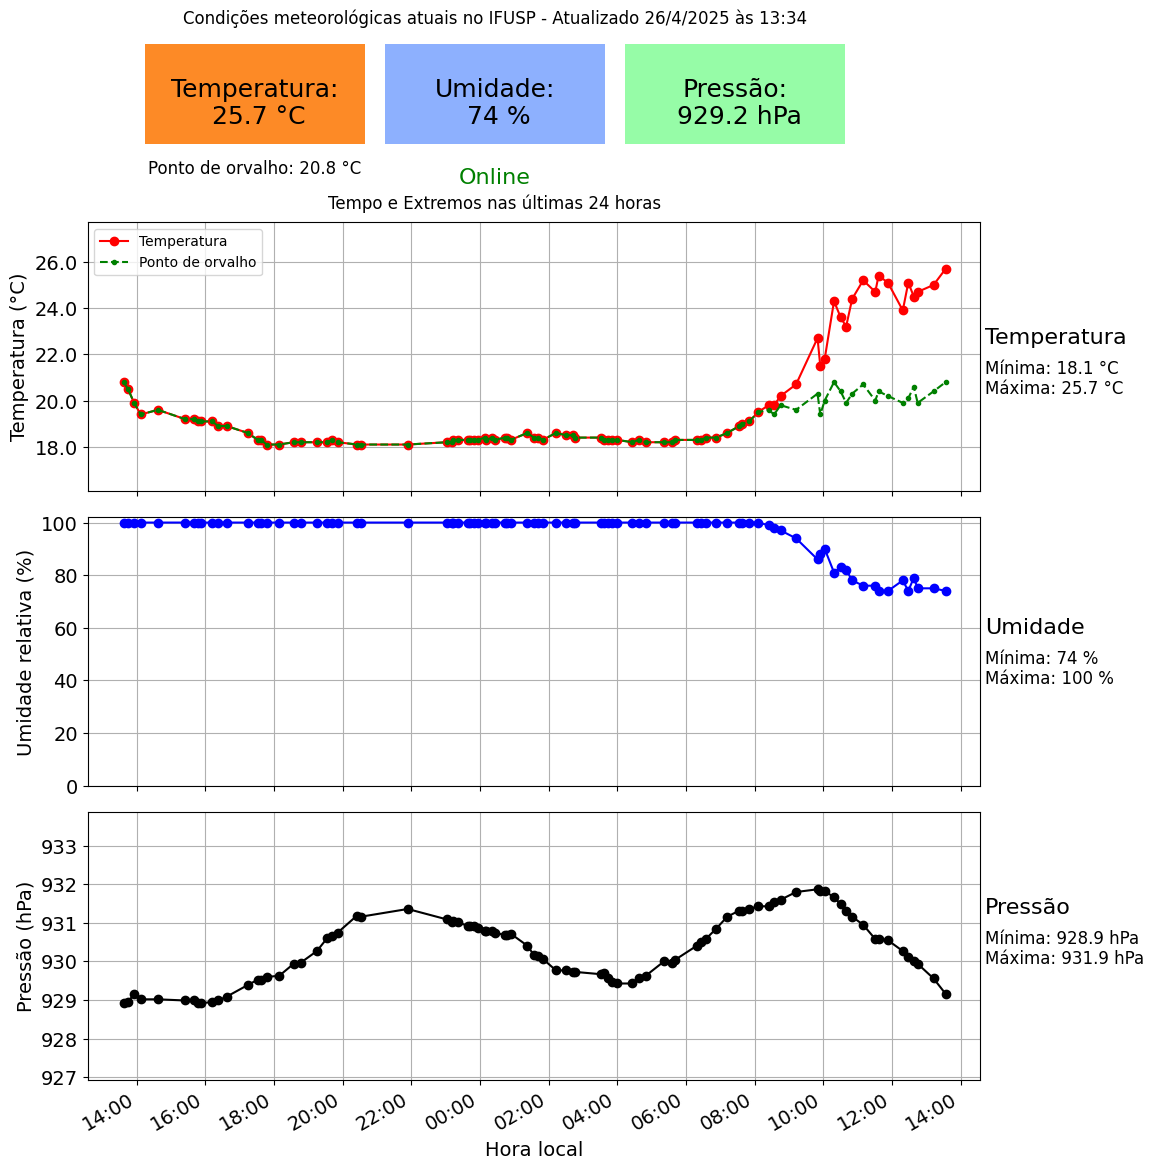 Condições meteorológicas atuais no IFUSP - Atualizado 26/4/2025 às 13:34
Temperatura:
25.7 °C
Umidade:
74 %
Pressão:
929.2 hPa
Ponto de orvalho: 20.8 °C
Online
Tempo e Extremos nas últimas 24 horas
Temperatura (°C)
26.0
24.0
22.0
20.0
18.0
Temperatura
Ponto de orvalho
Temperatura
Mínima: 18.1 °C
Máxima: 25.7 °C
Umidade relativa (%)
100
80
60
40
20
0
Umidade
Mínima: 74 %
Máxima: 100 %
Pressão (hPa)
933
932
931
930
929
928
927
Pressão
Mínima: 928.9 hPa
Máxima: 931.9 hPa
14:00
16:00
18:00
20:00
22:00
00:00
02:00
04:00
06:00
08:00
10:00
12:00
14:00
Hora local